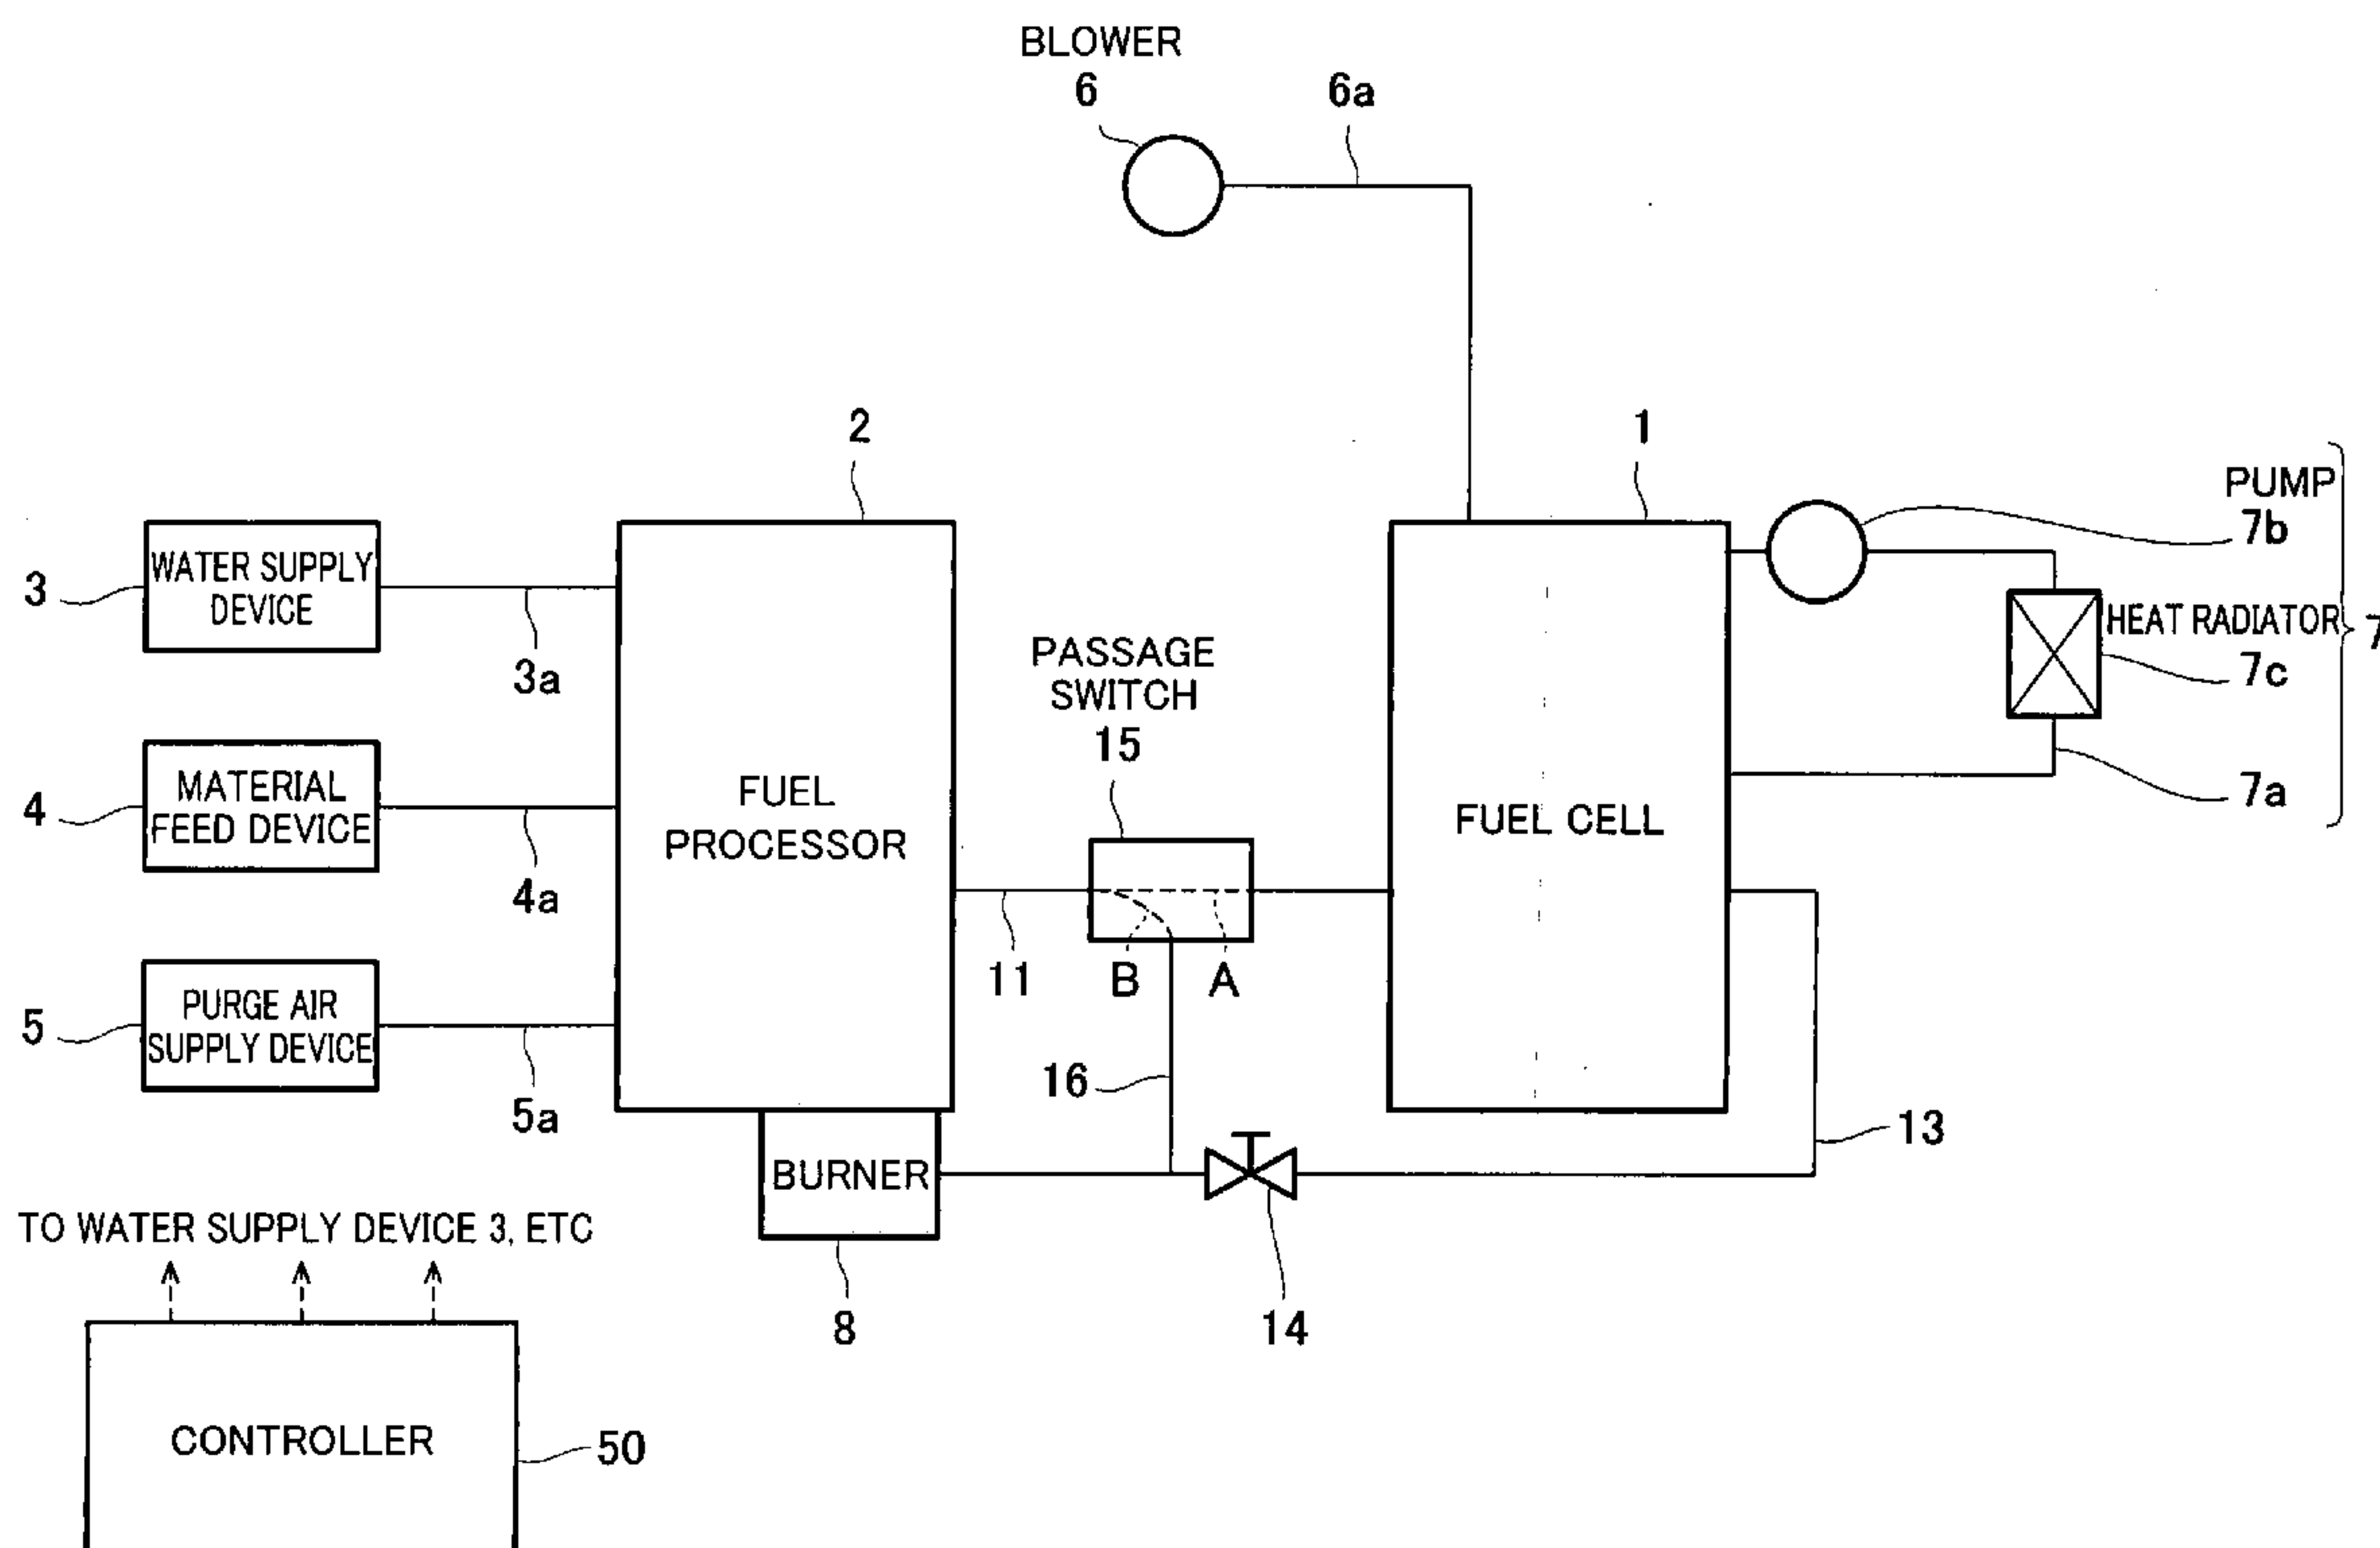 BLOWER
6
6a
2
1
PUMP
7b
WATER SUPPLY
DEVICE
3
3a
HEAT RADIATOR
7c
7
7a
PASSAGE
SWITCH
15
MATERIAL
FEED DEVICE
4
4a
FUEL
PROCESSOR
FUEL CELL
11
B
A
PURGE AIR
SUPPLY DEVICE
5
5a
16
13
BURNER
8
14
TO WATER SUPPLY DEVICE 3, ETC
CONTROLLER
50